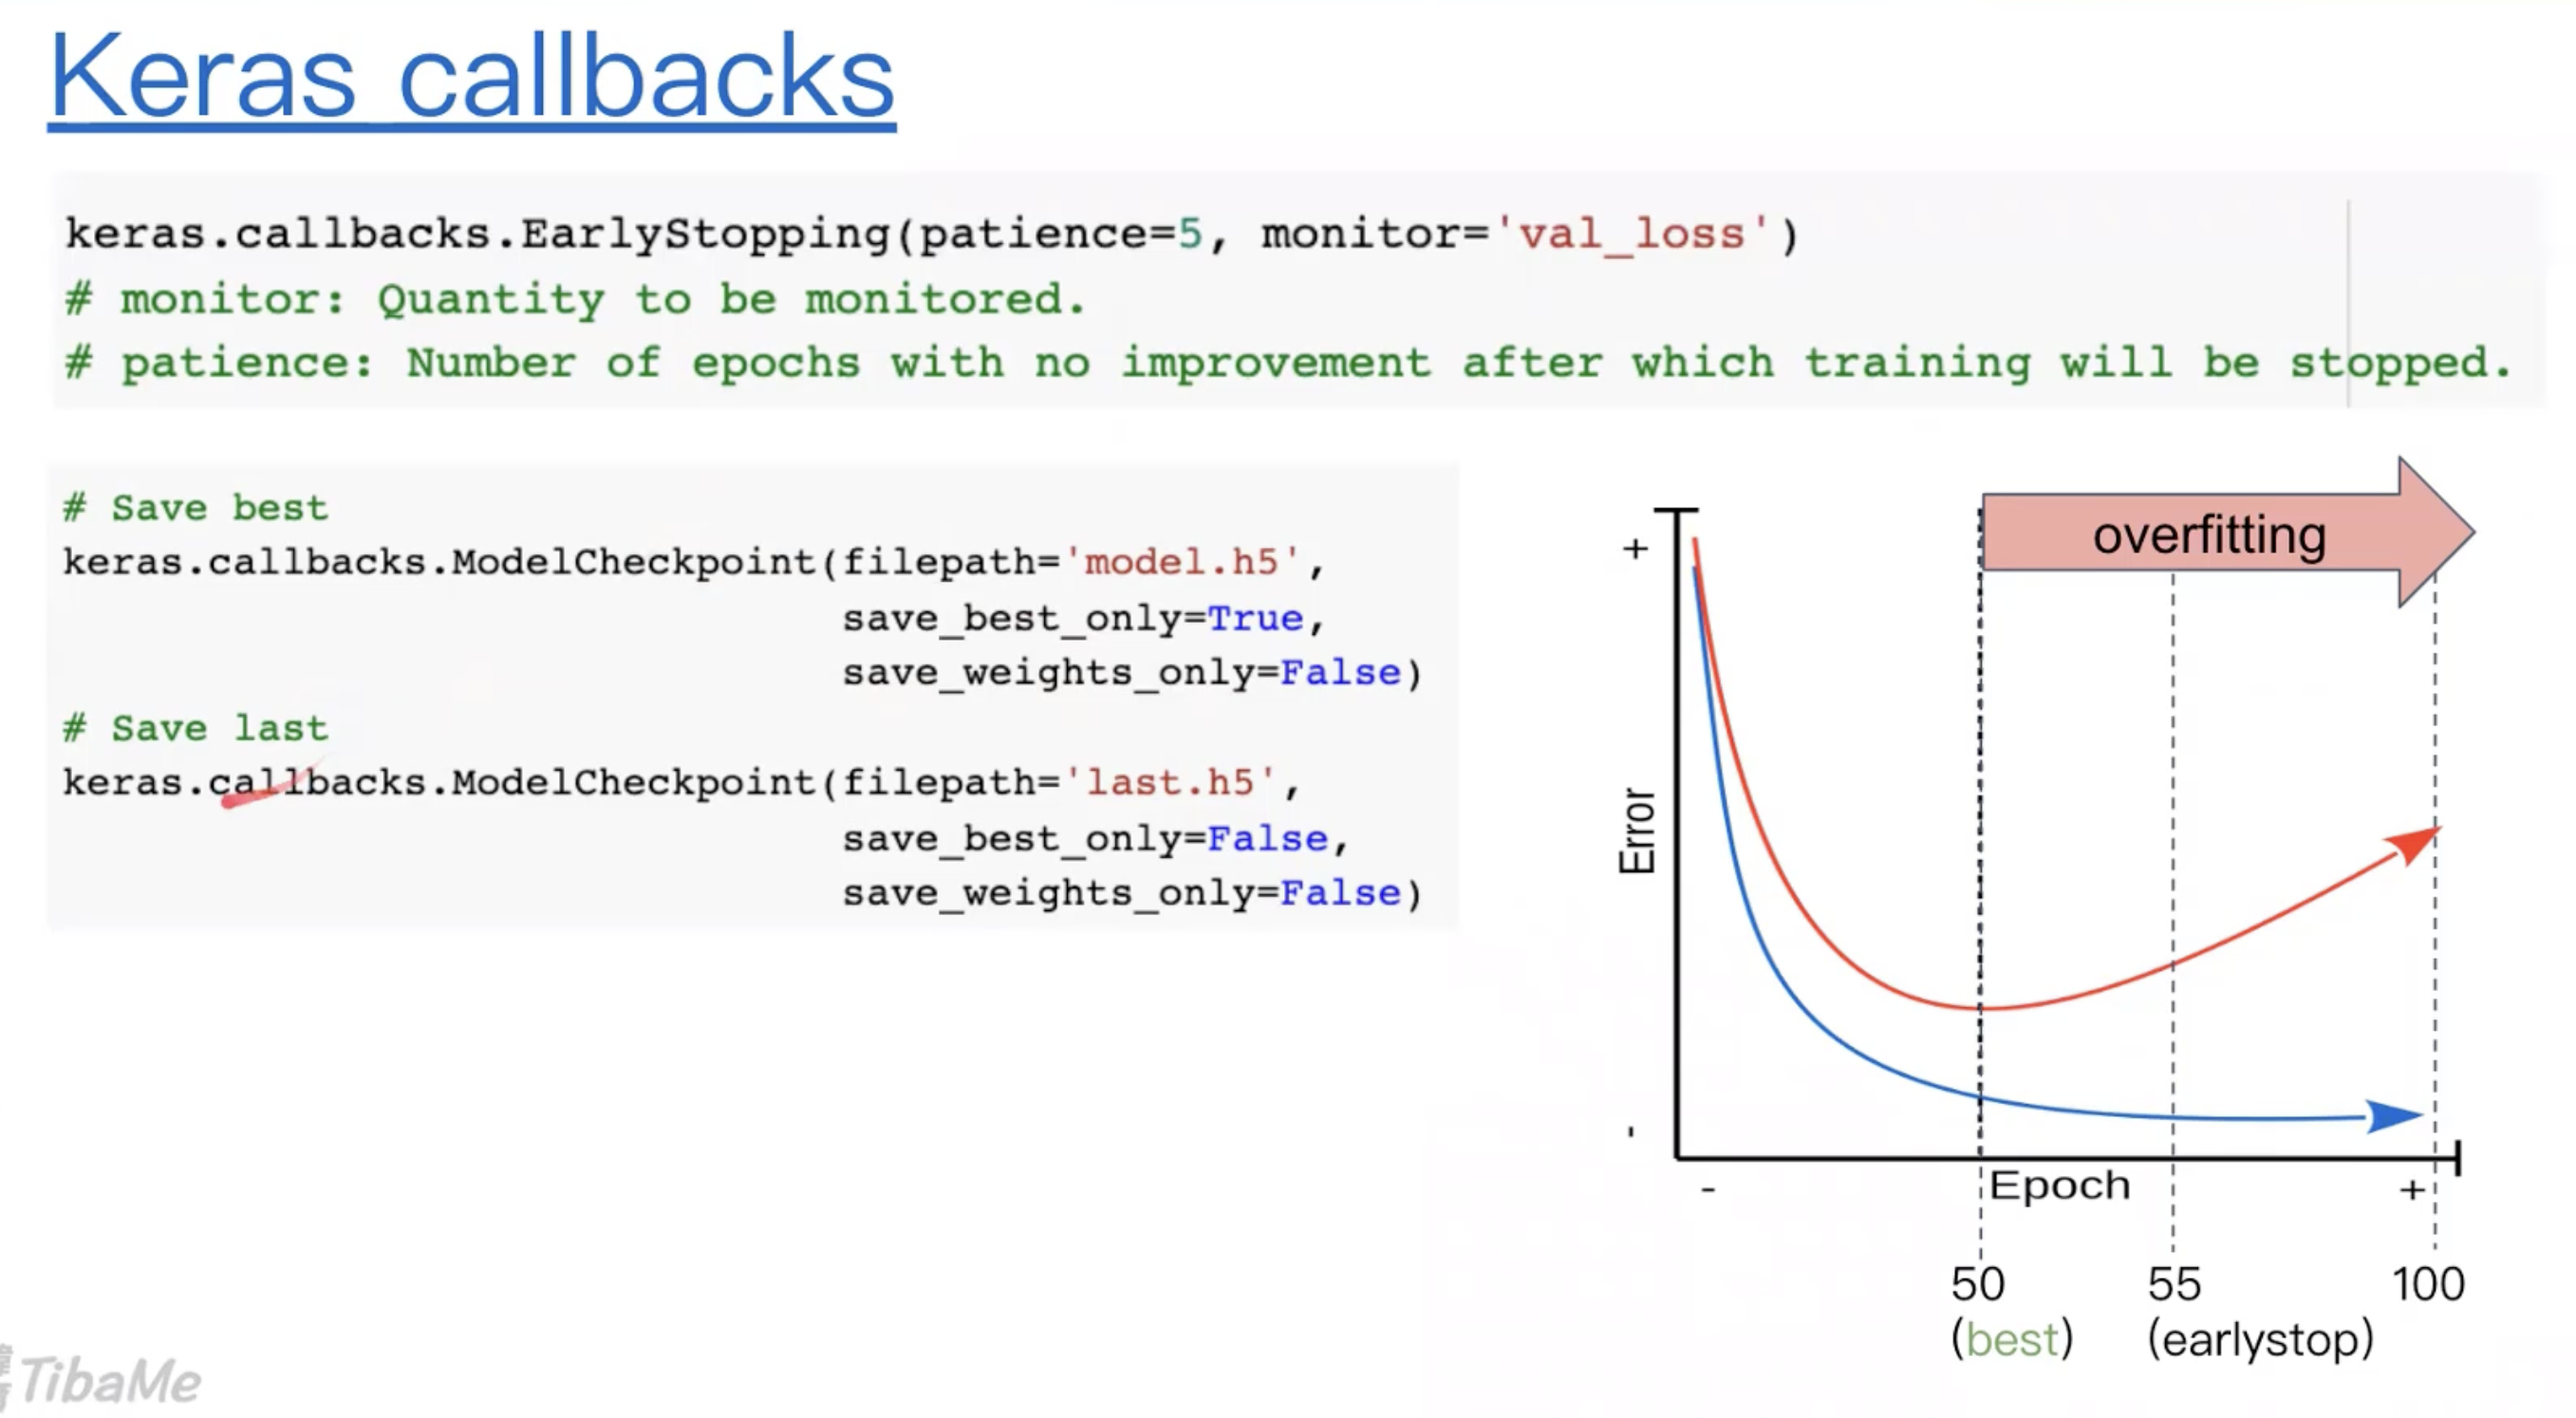 Keras callbacks
keras.callbacks.EarlyStopping(patience=5, monitor='val_loss')
# monitor: Quantity to be monitored.
# patience: Number of epochs with no improvement after which training will be stopped.
# Save best
keras.callbacks.ModelCheckpoint(filepath='model.h5',
save_best_only=True,
save_weights_only=False)
# Save last
keras.callbacks.ModelCheckpoint(filepath='last.h5',
save_best_only=False,
save_weights_only=False)
overfitting
+
Error
-
- Epoch +
50 55 100
(best) (earlystop)
TibaMe